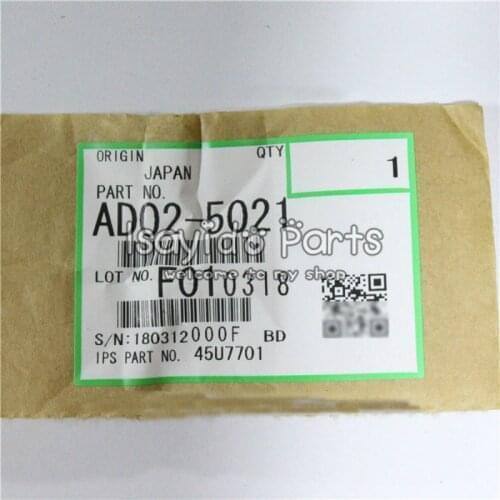 ORIGIN
JAPAN
QTY
1
PART NO.
AD02-5021
Isayiao Parts
welcome to my shop
LOT NO. F010318
S/N:180312000F BD
IPS PART NO. 45U7701